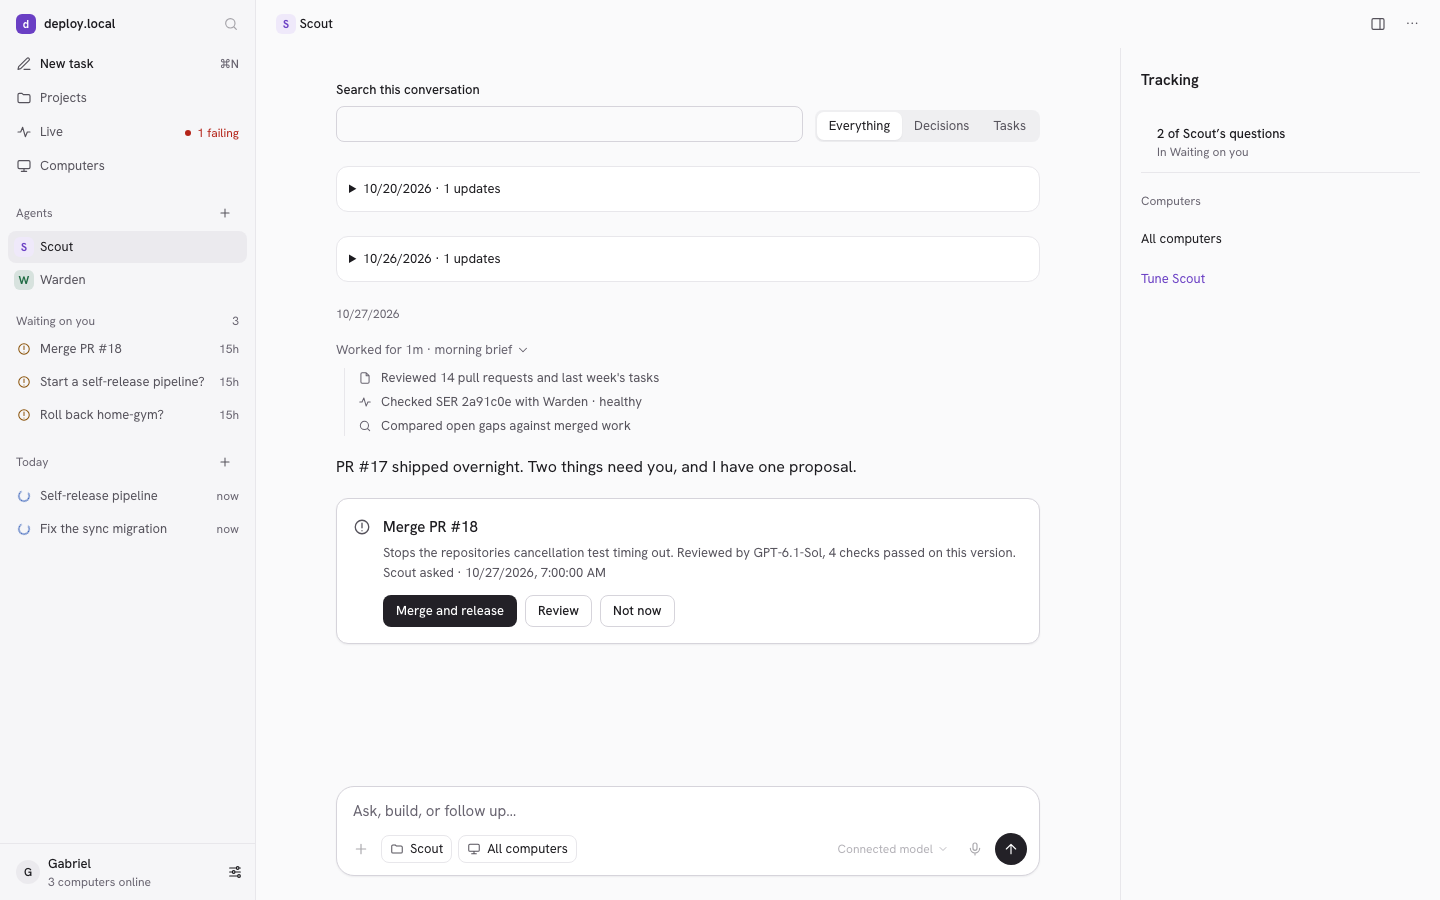 d deploy.local
New task ⌘N
Projects
Live 1 failing
Computers
Agents
S Scout
W Warden
Waiting on you 3
Merge PR #18 15h
Start a self-release pipeline? 15h
Roll back home-gym? 15h
Today
Self-release pipeline now
Fix the sync migration now
G Gabriel
3 computers online
S Scout
Search this conversation
Everything Decisions Tasks
10/20/2026 · 1 updates
10/26/2026 · 1 updates
10/27/2026
Worked for 1m · morning brief
Reviewed 14 pull requests and last week's tasks
Checked SER 2a91c0e with Warden · healthy
Compared open gaps against merged work
PR #17 shipped overnight. Two things need you, and I have one proposal.
Merge PR #18
Stops the repositories cancellation test timing out. Reviewed by GPT-6.1-Sol, 4 checks passed on this version.
Scout asked · 10/27/2026, 7:00:00 AM
Merge and release Review Not now
Ask, build, or follow up…
Scout All computers Connected model
Tracking
2 of Scout’s questions
In Waiting on you
Computers
All computers
Tune Scout